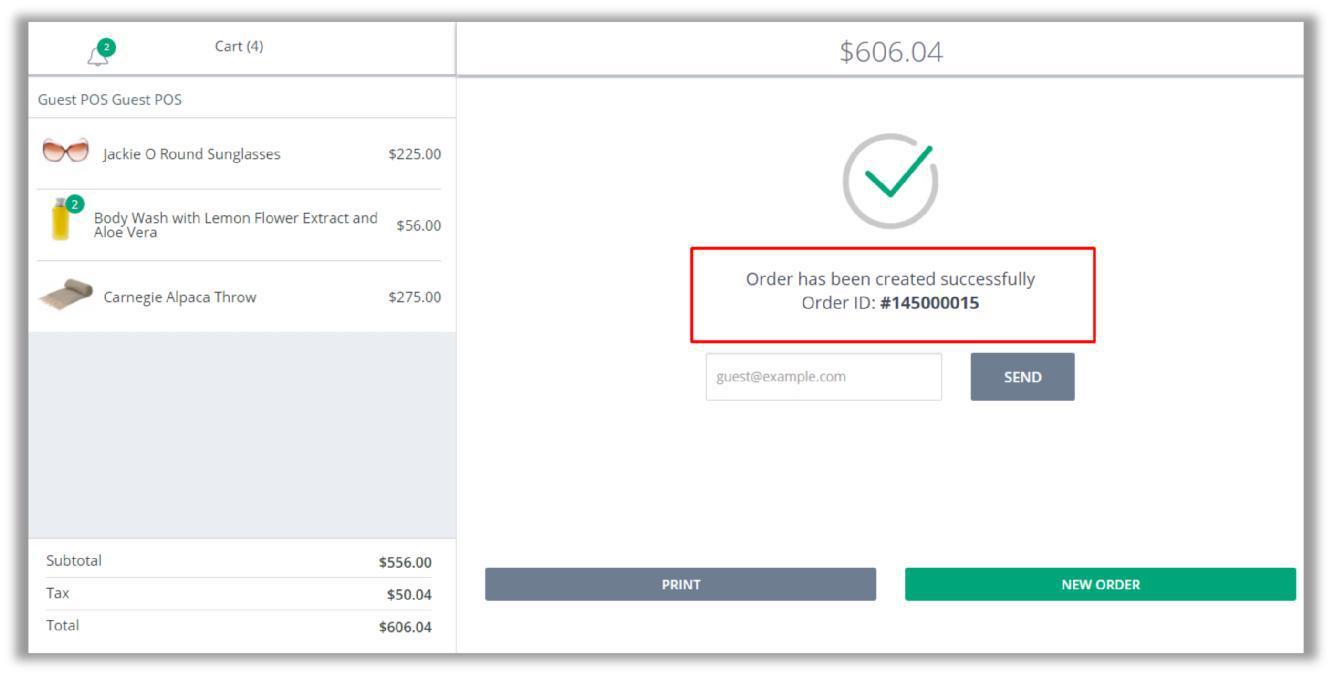 2
Cart (4)
$606.04
Guest POS Guest POS
Jackie O Round Sunglasses $225.00
2
Body Wash with Lemon Flower Extract and
Aloe Vera
$56.00
Carnegie Alpaca Throw $275.00
Subtotal $556.00
Tax $50.04
Total $606.04
Order has been created successfully
Order ID: #145000015
guest@example.com
SEND
PRINT
NEW ORDER